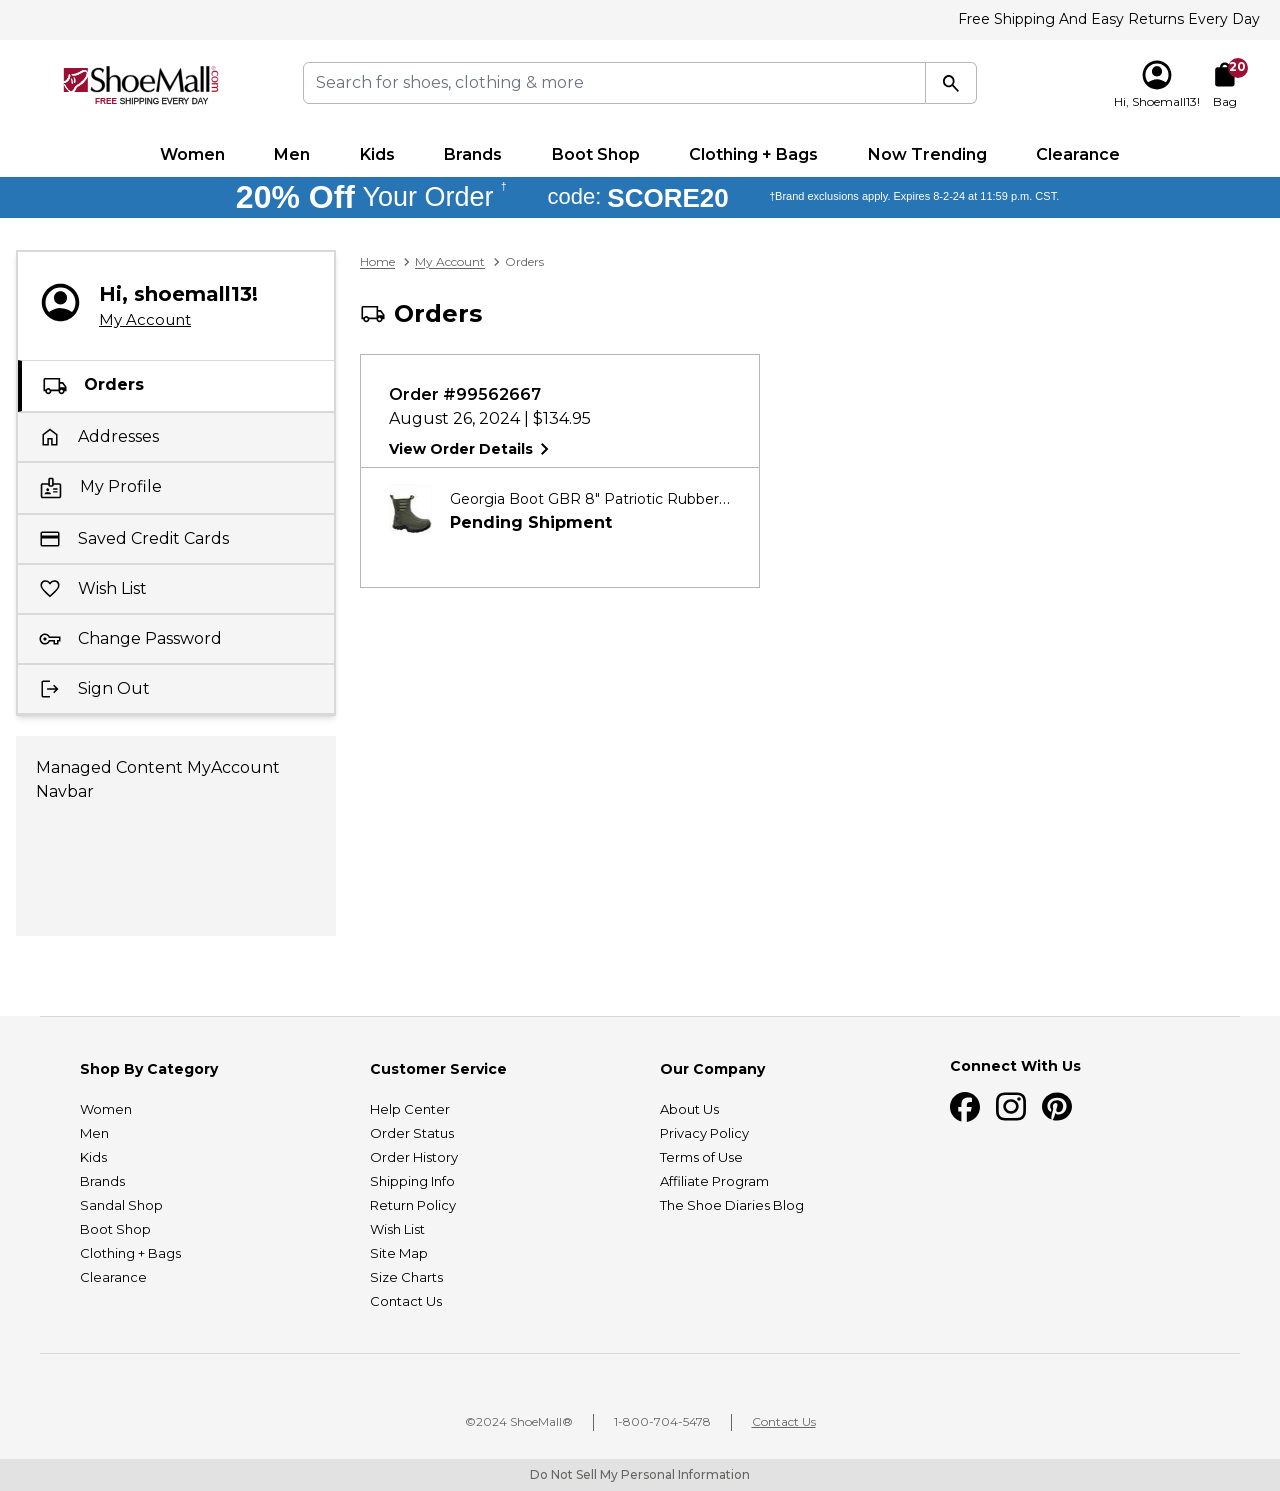 Free Shipping And Easy Returns Every Day
ShoeMall.com®
FREE SHIPPING EVERY DAY
Search for shoes, clothing & more
20
Hi, Shoemall13!
Bag
Women
Men
Kids
Brands
Boot Shop
Clothing + Bags
Now Trending
Clearance
20% Off Your Order †
code: SCORE20
†Brand exclusions apply. Expires 8-2-24 at 11:59 p.m. CST.
Hi, shoemall13!
My Account
Orders
Addresses
My Profile
Saved Credit Cards
Wish List
Change Password
Sign Out
Managed Content MyAccount
Navbar
Home
My Account
Orders
Orders
Order #99562667
August 26, 2024 | $134.95
View Order Details
Georgia Boot GBR 8" Patriotic Rubber...
Pending Shipment
Shop By Category
Women
Men
Kids
Brands
Sandal Shop
Boot Shop
Clothing + Bags
Clearance
Customer Service
Help Center
Order Status
Order History
Shipping Info
Return Policy
Wish List
Site Map
Size Charts
Contact Us
Our Company
About Us
Privacy Policy
Terms of Use
Affiliate Program
The Shoe Diaries Blog
Connect With Us
©2024 ShoeMall®
1-800-704-5478
Contact Us
Do Not Sell My Personal Information